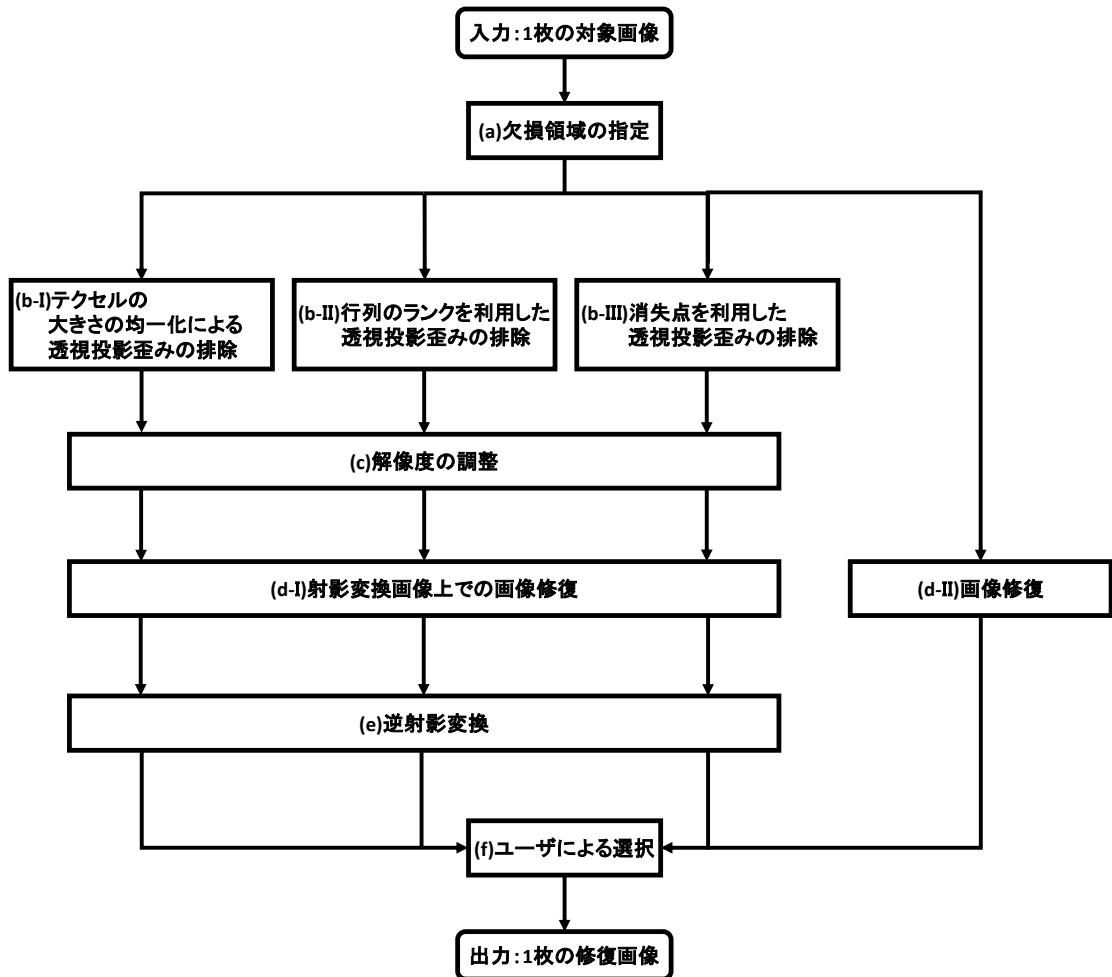 入力：1枚の対象画像
(a)欠損領域の指定
(b-I)テクセルの
大きさの均一化による
透視投影歪みの排除
(b-II)行列のランクを利用した
透視投影歪みの排除
(b-III)消失点を利用した
透視投影歪みの排除
(c)解像度の調整
(d-I)射影変換画像上での画像修復
(d-II)画像修復
(e)逆射影変換
(f)ユーザによる選択
出力：1枚の修復画像